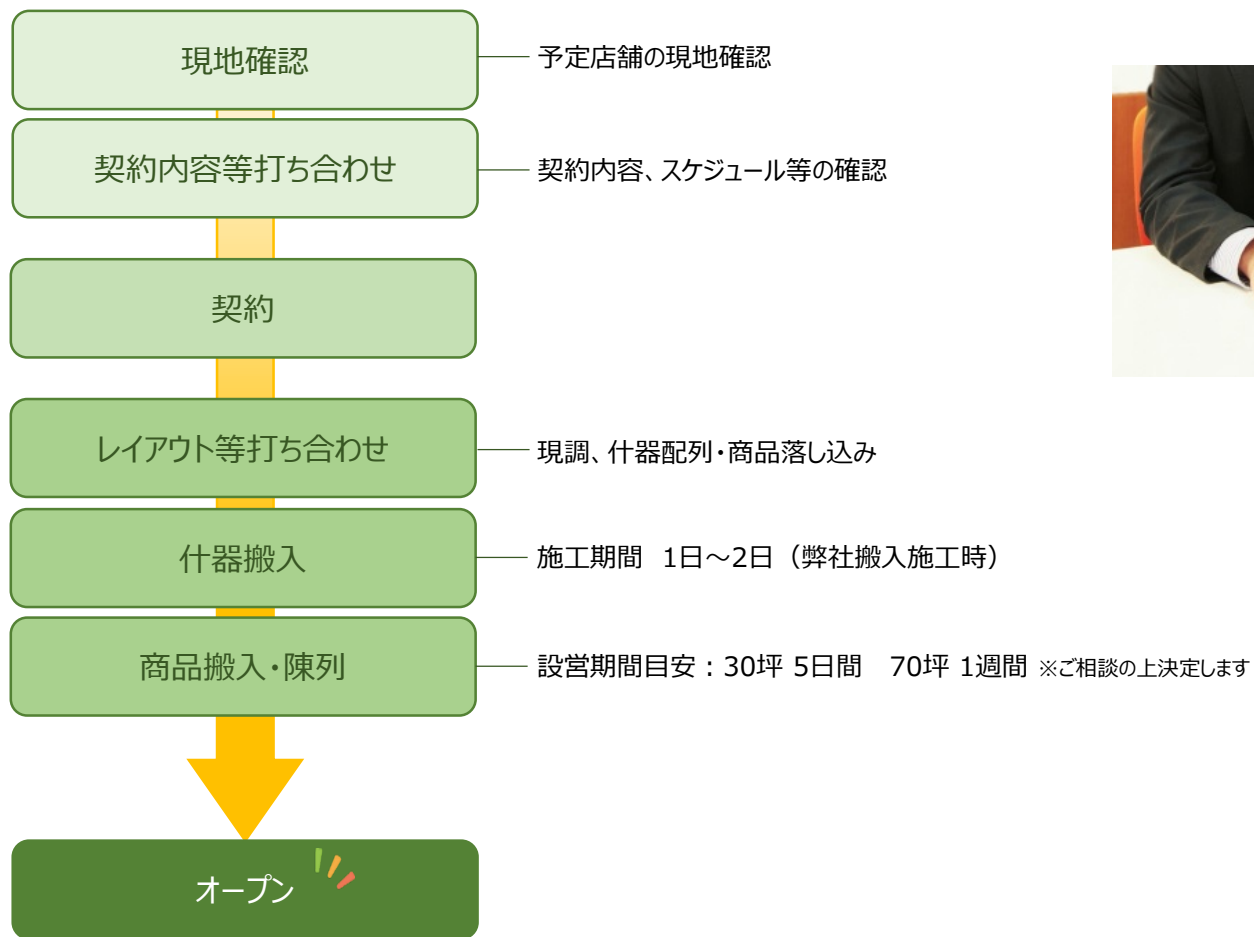 現地確認
予定店舗の現地確認
契約内容等打ち合わせ
契約内容、スケジュール等の確認
契約
レイアウト等打ち合わせ
現調、什器配列・商品落し込み
什器搬入
施工期間 1日~2日(弊社搬入施工時)
商品搬入・陳列
設営期間目安:30坪 5日間 70坪 1週間 ※ご相談の上決定します
オープン